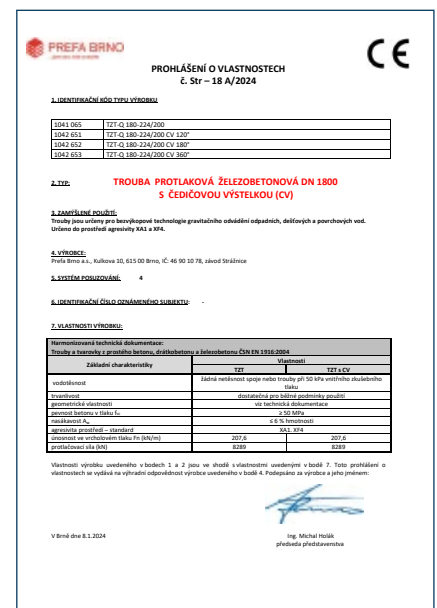 PREFA BRNO
CE
PROHLÁŠENÍ O VLASTNOSTECH
č. Str – 18 A/2024
1. IDENTIFIKAČNÍ KÓD TYPU VÝROBKU
1041 065 TZT-Q 180-224/200
1042 651 TZT-Q 180-224/200 CV 120°
1042 652 TZT-Q 180-224/200 CV 180°
1042 653 TZT-Q 180-224/200 CV 360°
2. TYP: TROUBA PROTLAKOVÁ ŽELEZOBETONOVÁ DN 1800
S ČEDIČOVOU VÝSTELKOU (CV)
3. ZAMÝŠLENÉ POUŽITÍ:
Trouby jsou určeny pro bezvýkopové technologie gravitačního odvádění odpadních, dešťových a povrchových vod.
Určeno do prostředí agresivity XA1 a XF4.
4. VÝROBCE:
Prefa Brno a.s., Kulkova 10, 615 00 Brno, IČ: 46 90 10 78, závod Strážnice
5. SYSTÉM POSUZOVÁNÍ: 4
6. IDENTIFIKAČNÍ ČÍSLO OZNÁMENÉHO SUBJEKTU: -
7. VLASTNOSTI VÝROBKU:
Harmonizovaná technická dokumentace:
Trouby a tvarovky z prostého betonu, drátkobetonu a železobetonu ČSN EN 1916:2004
Základní charakteristiky Vlastnosti
TZT TZT s CV
vodotěsnost žádná netěsnost spoje nebo trouby při 50 kPa vnitřního zkušebního
tlaku
trvanlivost dostatečná pro běžné podmínky použití
geometrické vlastnosti viz technická dokumentace
pevnost betonu v tlaku ≥ 50 MPa
nasákavost ≤ 6 % hmotnosti
agresivita prostředí – standard XA1, XF4
únosnost ve vrcholovém tlaku Fn (kN/m) 207,6 207,6
protlačovací síla (kN) 8289 8289
Vlastnosti výrobku uvedeného v bodech 1 a 2 jsou ve shodě s vlastnostmi uvedenými v bodě 7. Toto prohlášení o
vlastnostech se vydává na výhradní odpovědnost výrobce uvedeného v bodě 4. Podepsáno za výrobce a jeho jménem:
V Brně dne 8.1.2024 Ing. Michal Holák
předseda představenstva